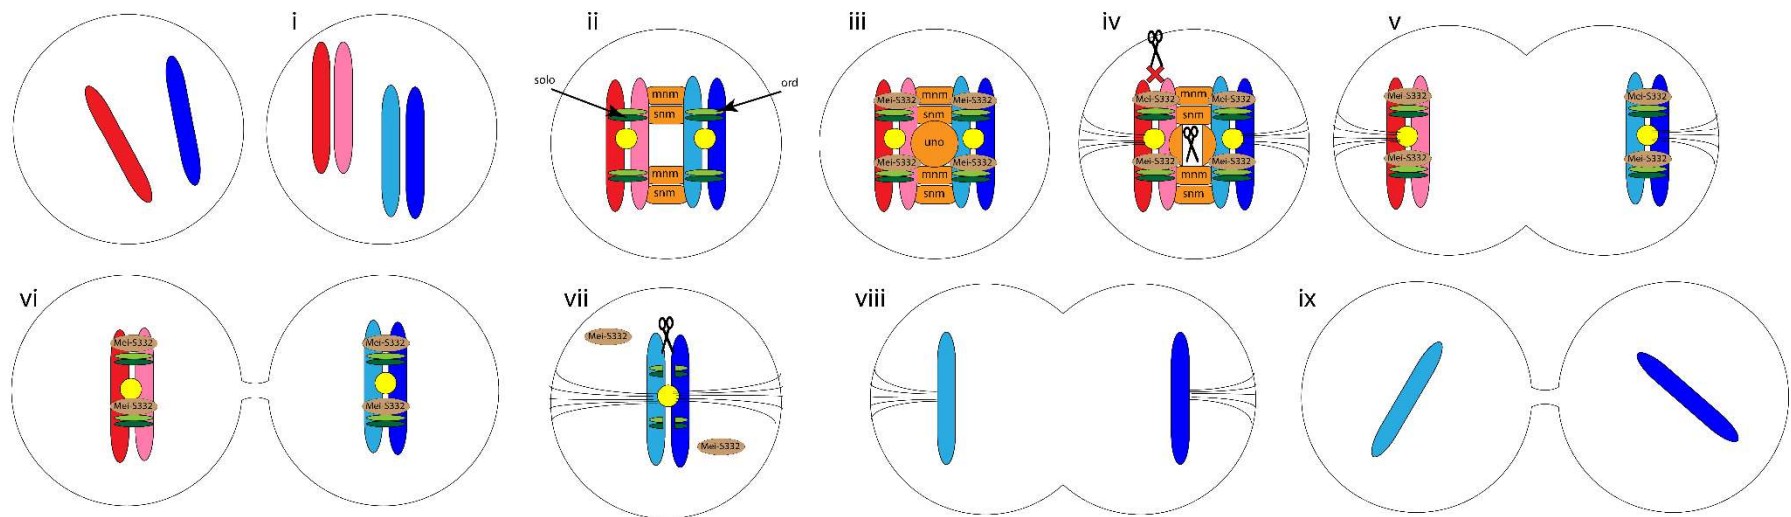 i
ii
iii
iv
v
solo
ord
mnm
snm
mnm
snm
Mei-S332
mnm
Mei-S332
snm
uno
Mei-S332
mnm
Mei-S332
snm
Mei-S332
mnm
Mei-S332
snm
Mei-S332
mnm
Mei-S332
snm
Mei-S332
Mei-S332
Mei-S332
Mei-S332
vi
vii
viii
ix
Mei-S332
Mei-S332
Mei-S332
Mei-S332
Mei-S332
Mei-S332